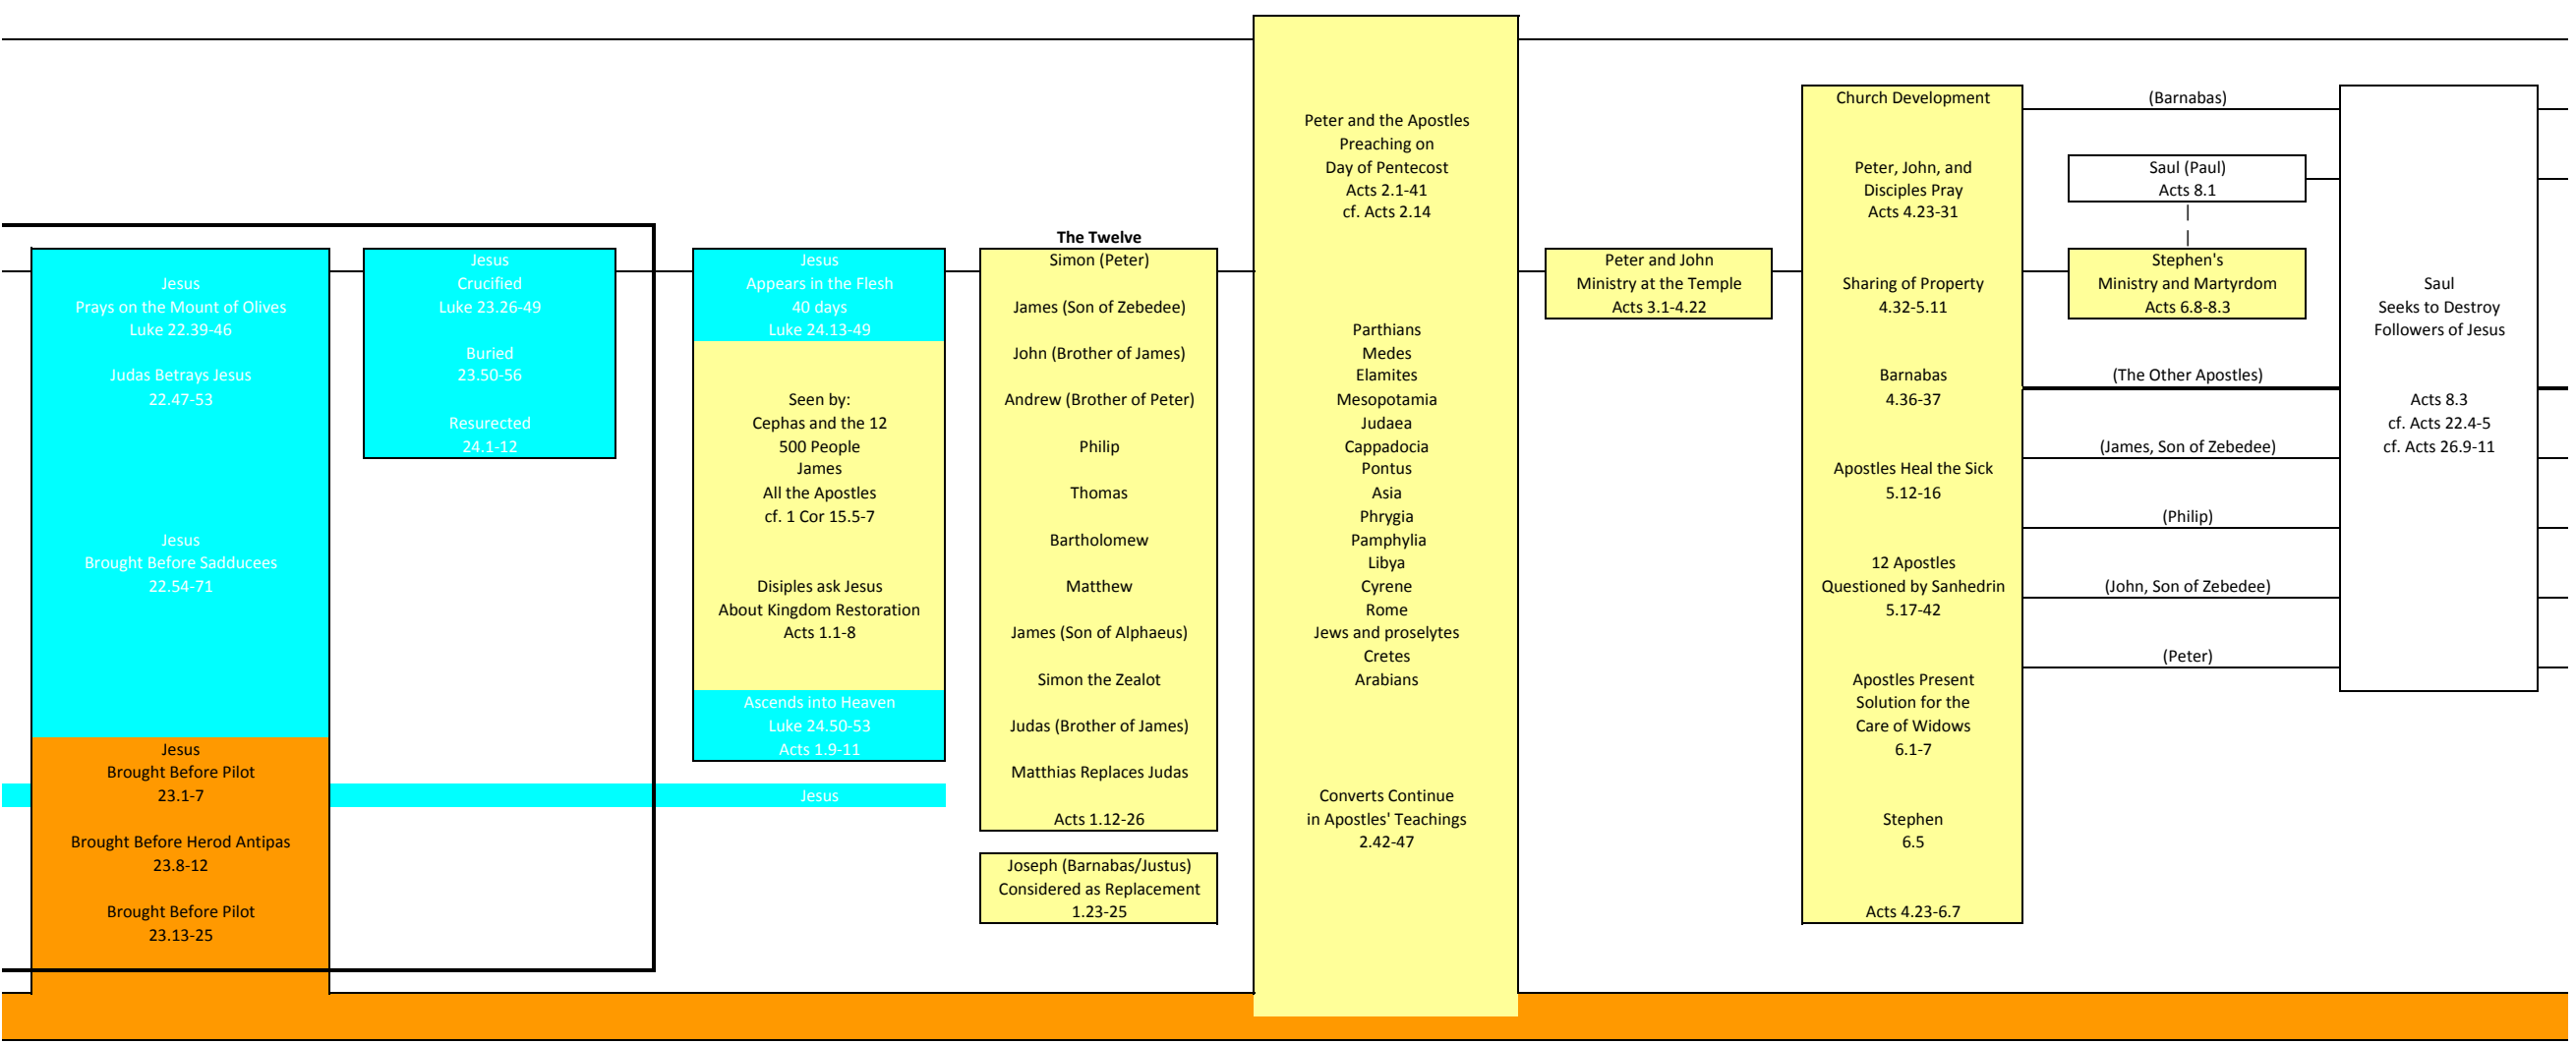 Jesus
Prays on the Mount of Olives
Luke 22.39-46
Judas Betrays Jesus
22.47-53
Jesus
Brought Before Sadducees
22.54-71
Jesus
Brought Before Pilot
23.1-7
Brought Before Herod Antipas
23.8-12
Brought Before Pilot
23.13-25
Jesus
Crucified
Luke 23.26-49
Buried
23.50-56
Resurected
24.1-12
Jesus
Appears in the Flesh
40 days
Luke 24.13-49
Seen by:
Cephas and the 12
500 People
James
All the Apostles
cf. 1 Cor 15.5-7
Disiples ask Jesus
About Kingdom Restoration
Acts 1.1-8
Ascends into Heaven
Luke 24.50-53
Acts 1.9-11
Jesus
The Twelve
Simon (Peter)
James (Son of Zebedee)
John (Brother of James)
Andrew (Brother of Peter)
Philip
Thomas
Bartholomew
Matthew
James (Son of Alphaeus)
Simon the Zealot
Judas (Brother of James)
Matthias Replaces Judas
Acts 1.12-26
Joseph (Barnabas/Justus)
Considered as Replacement
1.23-25
Peter and the Apostles
Preaching on
Day of Pentecost
Acts 2.1-41
cf. Acts 2.14
Parthians
Medes
Elamites
Mesopotamia
Judaea
Cappadocia
Pontus
Asia
Phrygia
Pamphylia
Libya
Cyrene
Rome
Jews and proselytes
Cretes
Arabians
Converts Continue
in Apostles' Teachings
2.42-47
Peter and John
Ministry at the Temple
Acts 3.1-4.22
Church Development
Peter, John, and
Disciples Pray
Acts 4.23-31
Sharing of Property
4.32-5.11
Barnabas
4.36-37
Apostles Heal the Sick
5.12-16
12 Apostles
Questioned by Sanhedrin
5.17-42
Apostles Present
Solution for the
Care of Widows
6.1-7
Stephen
6.5
Acts 4.23-6.7
(Barnabas)
Saul (Paul)
Acts 8.1
|
|
Stephen's
Ministry and Martyrdom
Acts 6.8-8.3
(The Other Apostles)
(James, Son of Zebedee)
(Philip)
(John, Son of Zebedee)
(Peter)
Saul
Seeks to Destroy
Followers of Jesus
Acts 8.3
cf. Acts 22.4-5
cf. Acts 26.9-11